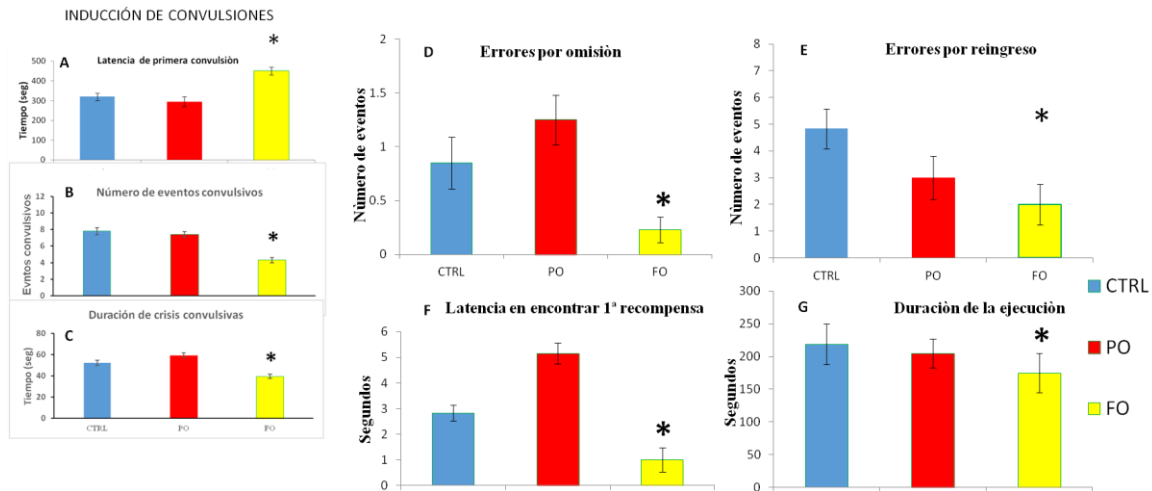 INDUCCIÓN DE CONVULSIONES
A Latencia de primera convulsiòn
*
Tiempo (seg)
500
400
300
200
100
0
B Número de eventos convulsivos
*
Evntos convulsivos
12
10
8
6
4
2
0
C Duración de crisis convulsivas
*
Tiempo (seg)
80
60
40
20
0
CTRL PO FO
D Errores por omisiòn
*
Nùmero de eventos
2
1.5
1
0.5
0
CTRL PO FO
E Errores por reingreso
*
Nùmero de eventos
8
7
6
5
4
3
2
1
0
CTRL PO FO
F Latencia en encontrar 1ª recompensa
*
Segundos
6
5
4
3
2
1
0
G Duraciòn de la ejecuciòn
*
Segundos
300
250
200
150
100
50
0
CTRL
PO
FO